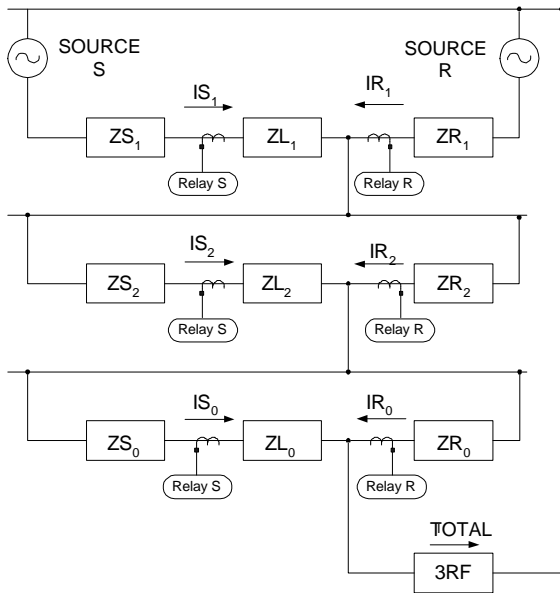 SOURCE
S
SOURCE
R
IS₁
IR₁
ZS₁
ZL₁
ZR₁
Relay S
Relay R
IS₂
IR₂
ZS₂
ZL₂
ZR₂
Relay S
Relay R
IS₀
IR₀
ZS₀
ZL₀
ZR₀
Relay S
Relay R
ITOTAL
3RF